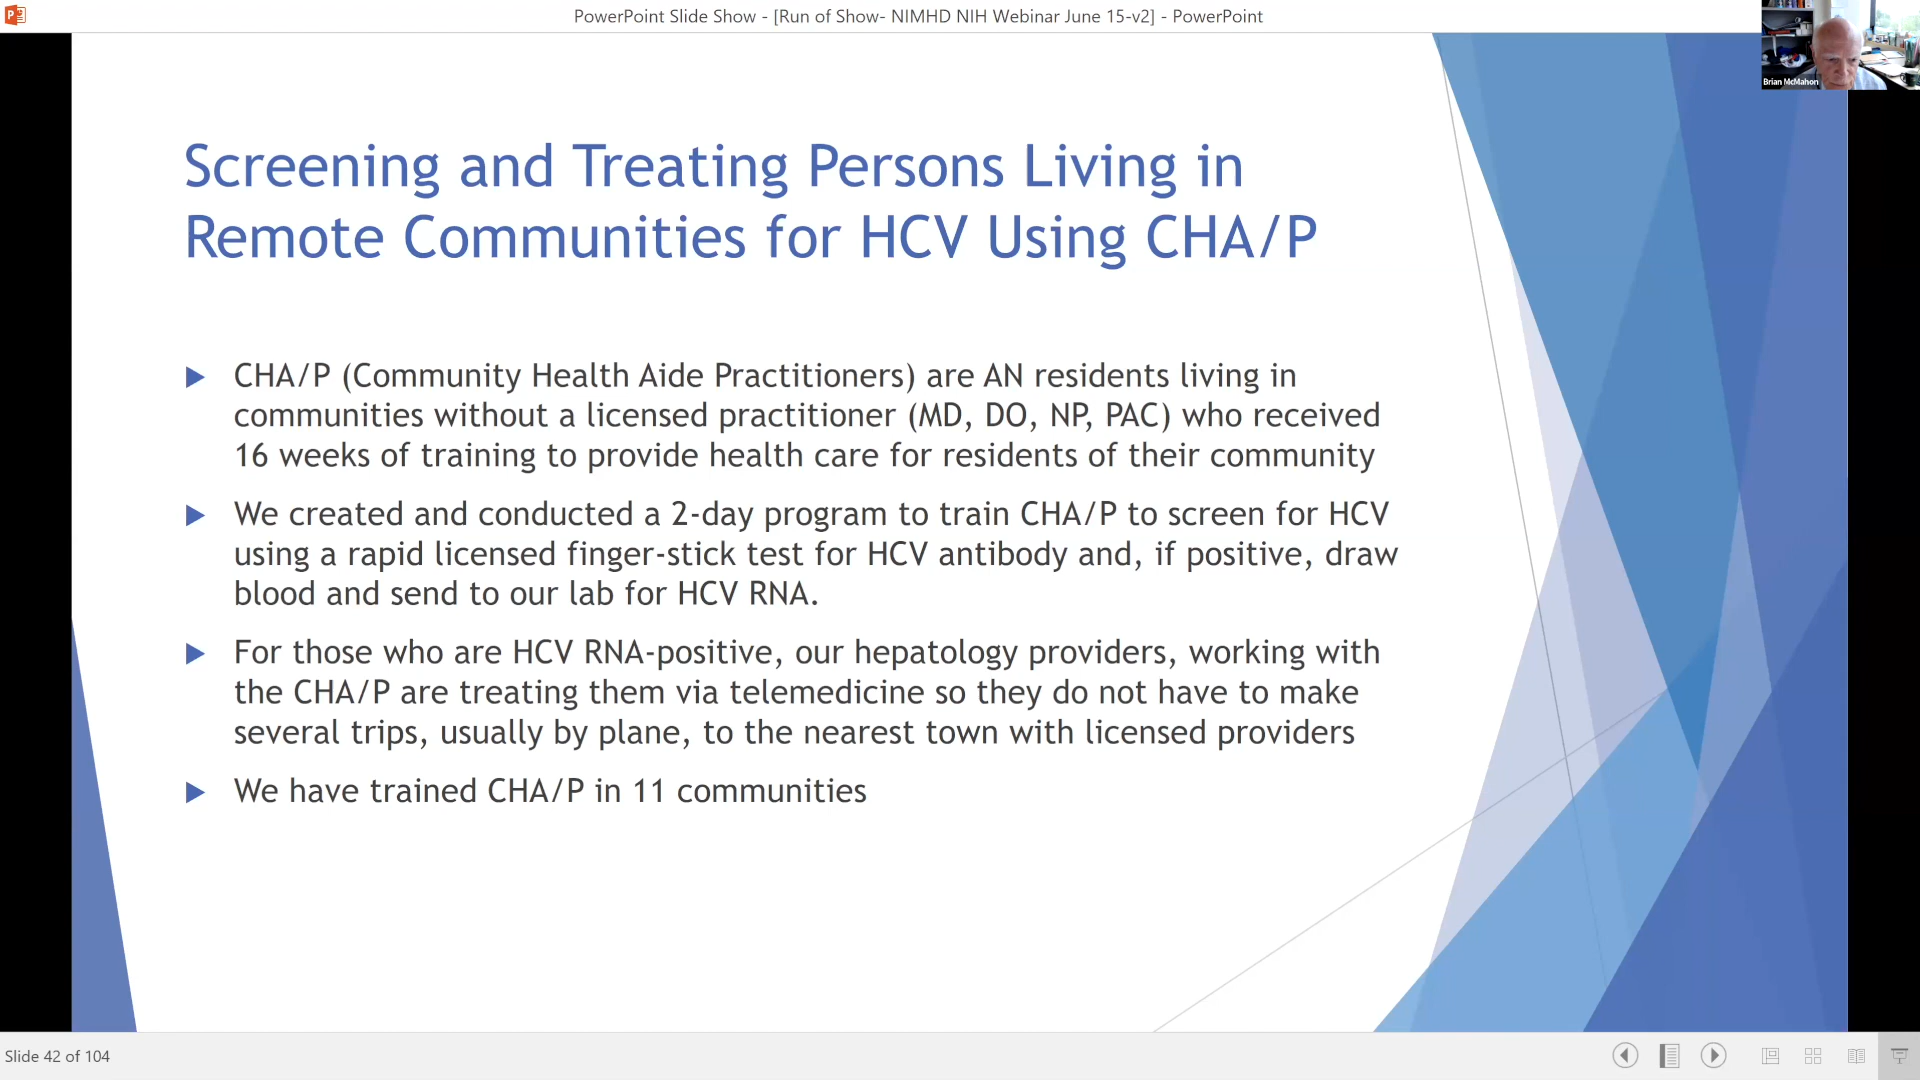 PowerPoint Slide Show - [Run of Show- NIMHD NIH Webinar June 15-v2] - PowerPoint
Brian McMahon
Screening and Treating Persons Living in
Remote Communities for HCV Using CHA/P
CHA/P (Community Health Aide Practitioners) are AN residents living in
communities without a licensed practitioner (MD, DO, NP, PAC) who received
16 weeks of training to provide health care for residents of their community
We created and conducted a 2-day program to train CHA/P to screen for HCV
using a rapid licensed finger-stick test for HCV antibody and, if positive, draw
blood and send to our lab for HCV RNA.
For those who are HCV RNA-positive, our hepatology providers, working with
the CHA/P are treating them via telemedicine so they do not have to make
several trips, usually by plane, to the nearest town with licensed providers
We have trained CHA/P in 11 communities
Slide 42 of 104